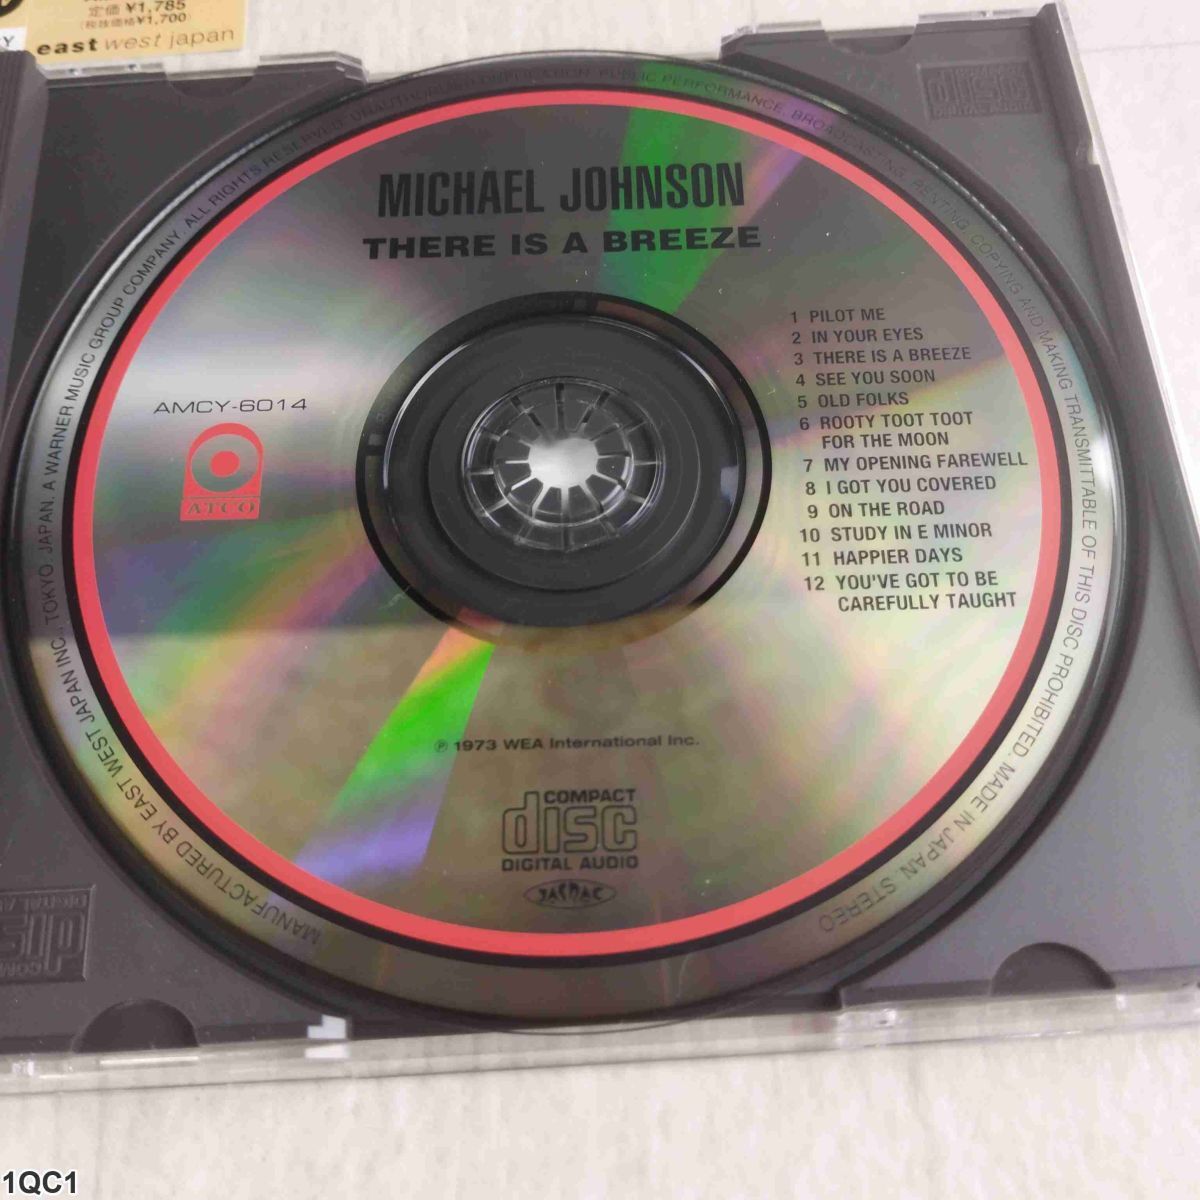 定価 ¥1,785
(税抜価格¥1,700)
east west japan
MICHAEL JOHNSON
THERE IS A BREEZE
AMCY-6014
ATCO
1 PILOT ME
2 IN YOUR EYES
3 THERE IS A BREEZE
4 SEE YOU SOON
5 OLD FOLKS
6 ROOTY TOOT TOOT
FOR THE MOON
7 MY OPENING FAREWELL
8 I GOT YOU COVERED
9 ON THE ROAD
10 STUDY IN E MINOR
11 HAPPIER DAYS
12 YOU'VE GOT TO BE
CAREFULLY TAUGHT
℗ 1973 WEA International Inc.
COMPACT
disc
DIGITAL AUDIO
JASRAC
MANUFACTURED BY EAST WEST JAPAN INC., TOKYO, JAPAN. A WARNER MUSIC GROUP COMPANY. ALL RIGHTS RESERVED. UNAUTHORIZED DUPLICATION, PUBLIC PERFORMANCE, BROADCASTING, RENTING, COPYING AND MAKING TRANSMITTABLE OF THIS DISC PROHIBITED. MADE IN JAPAN. STEREO
1QC1